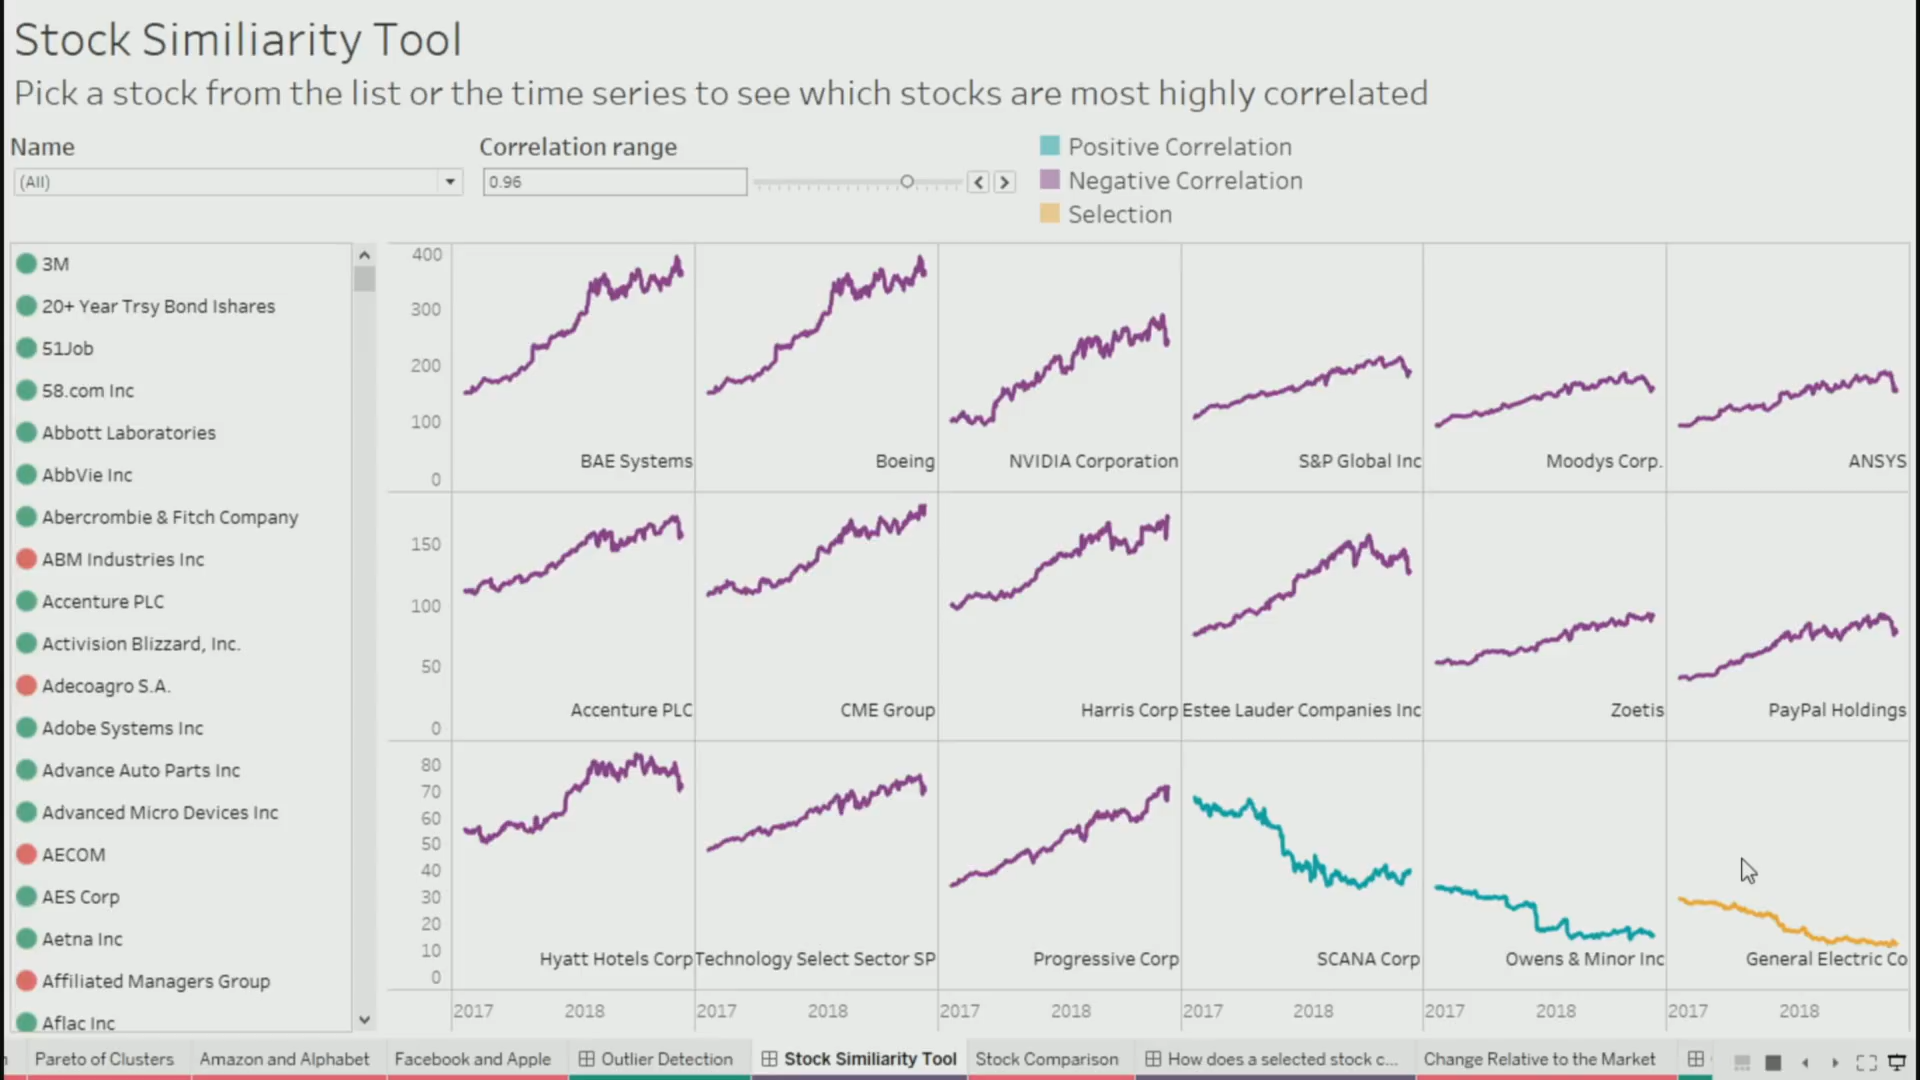 Stock Similiarity Tool
Pick a stock from the list or the time series to see which stocks are most highly correlated
Name
(All)
Correlation range
0.96
Positive Correlation
Negative Correlation
Selection
3M
20+ Year Trsy Bond Ishares
51Job
58.com Inc
Abbott Laboratories
AbbVie Inc
Abercrombie & Fitch Company
ABM Industries Inc
Accenture PLC
Activision Blizzard, Inc.
Adecoagro S.A.
Adobe Systems Inc
Advance Auto Parts Inc
Advanced Micro Devices Inc
AECOM
AES Corp
Aetna Inc
Affiliated Managers Group
Aflac Inc
400
300
200
100
0
BAE Systems
Boeing
NVIDIA Corporation
S&P Global Inc
Moodys Corp.
ANSYS
150
100
50
0
Accenture PLC
CME Group
Harris Corp
Estee Lauder Companies Inc
Zoetis
PayPal Holdings
80
70
60
50
40
30
20
10
0
Hyatt Hotels Corp
Technology Select Sector SP
Progressive Corp
SCANA Corp
Owens & Minor Inc
General Electric Co
2017 2018 2017 2018 2017 2018 2017 2018 2017 2018 2017 2018
Pareto of Clusters
Amazon and Alphabet
Facebook and Apple
Outlier Detection
Stock Similiarity Tool
Stock Comparison
How does a selected stock c...
Change Relative to the Market